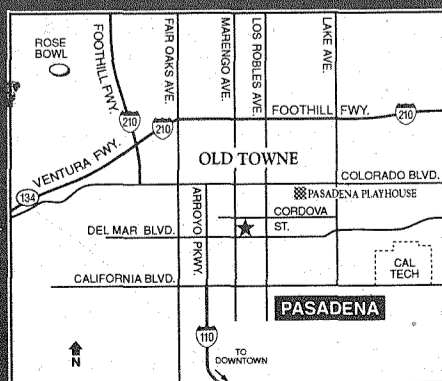 ROSE
BOWL
FOOTHILL FWY.
FAIR OAKS AVE.
MARENGO AVE.
LOS ROBLES AVE.
LAKE AVE.
210
210
FOOTHILL FWY.
210
VENTURA FWY.
134
OLD TOWNE
COLORADO BLVD.
PASADENA PLAYHOUSE
ARROYO PKWY.
CORDOVA
ST.
DEL MAR BLVD.
CAL
TECH
CALIFORNIA BLVD.
PASADENA
110
N
TO
DOWNTOWN